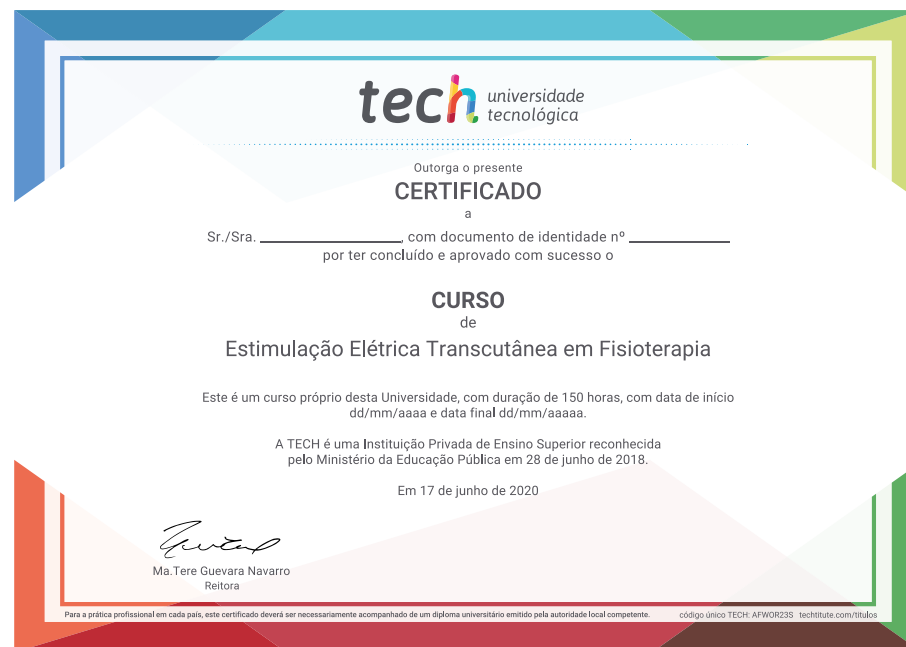 tech universidade
tecnológica
Outorga o presente
CERTIFICADO
a
Sr./Sra. ____________, com documento de identidade nº ____________
por ter concluído e aprovado com sucesso o
CURSO
de
Estimulação Elétrica Transcutânea em Fisioterapia
Este é um curso próprio desta Universidade, com duração de 150 horas, com data de início
dd/mm/aaaa e data final dd/mm/aaaaa.
A TECH é uma Instituição Privada de Ensino Superior reconhecida
pelo Ministério da Educação Pública em 28 de junho de 2018.
Em 17 de junho de 2020
Ma.Tere Guevara Navarro
Reitora
Para a prática profissional em cada país, este certificado deverá ser necessariamente acompanhado de um diploma universitário emitido pela autoridade local competente. código único TECH: AFWOR23S techtitute.com/titulos